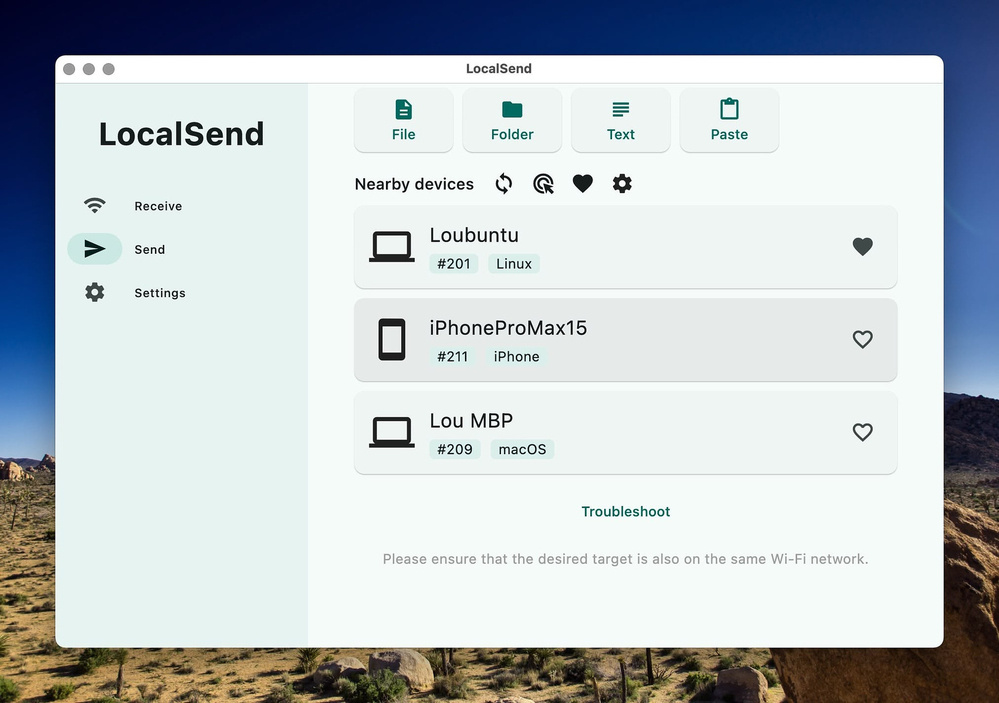 LocalSend
LocalSend
Receive
Send
Settings
File
Folder
Text
Paste
Nearby devices
Loubuntu
#201 Linux
iPhoneProMax15
#211 iPhone
Lou MBP
#209 macOS
Troubleshoot
Please ensure that the desired target is also on the same Wi-Fi network.